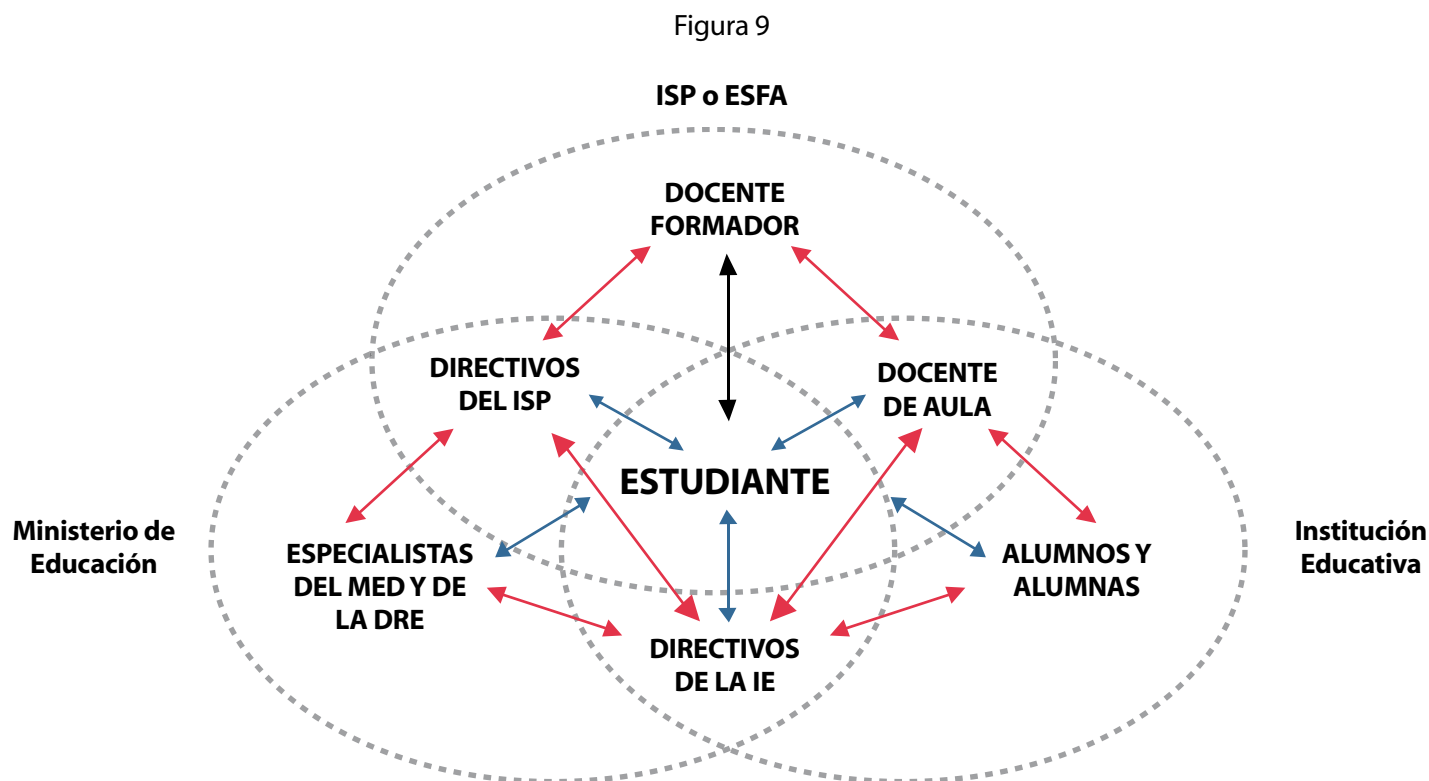 Figura 9
ISP o ESFA
DOCENTE
FORMADOR
DIRECTIVOS
DEL ISP
DOCENTE
DE AULA
ESTUDIANTE
Ministerio de
Educación
ESPECIALISTAS
DEL MED Y DE
LA DRE
ALUMNOS Y
ALUMNAS
Institución
Educativa
DIRECTIVOS
DE LA IE